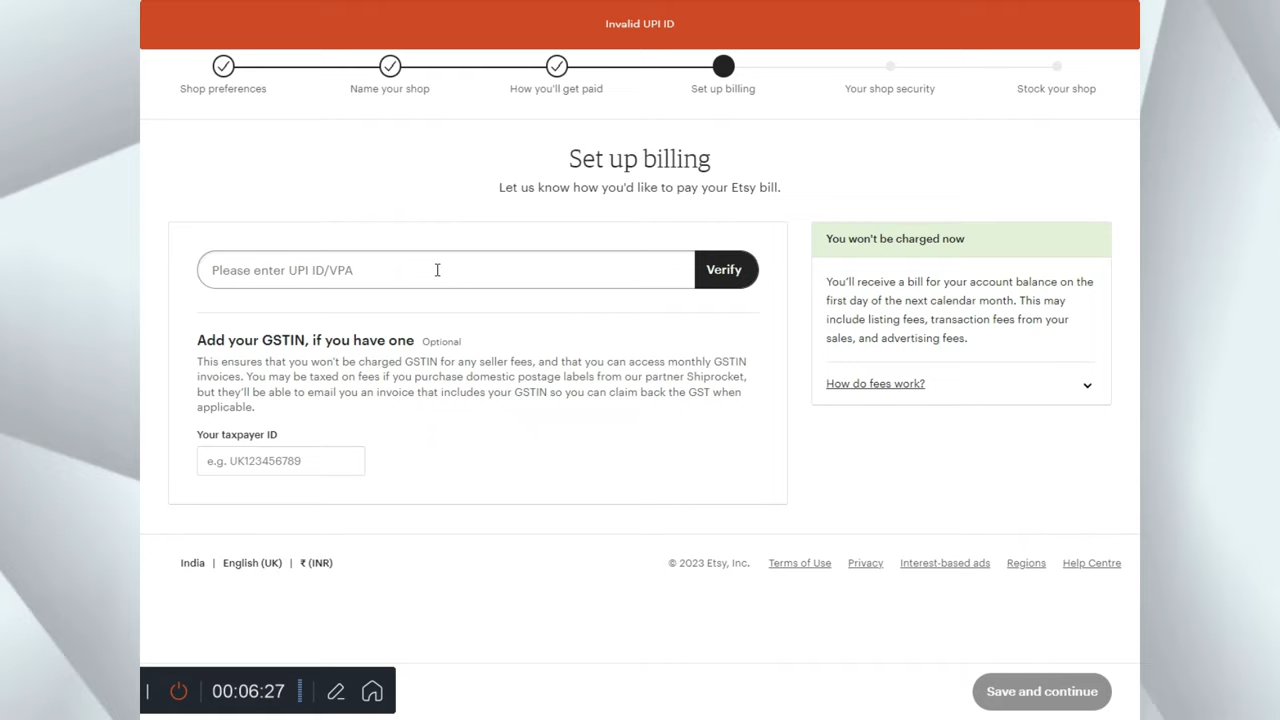 Invalid UPI ID
Shop preferences
Name your shop
How you'll get paid
Set up billing
Your shop security
Stock your shop
Set up billing
Let us know how you'd like to pay your Etsy bill.
Please enter UPI ID/VPA
Verify
Add your GSTIN, if you have one Optional
This ensures that you won't be charged GSTIN for any seller fees, and that you can access monthly GSTIN
invoices. You may be taxed on fees if you purchase domestic postage labels from our partner Shiprocket,
but they'll be able to email you an invoice that includes your GSTIN so you can claim back the GST when
applicable.
Your taxpayer ID
e.g. UK123456789
You won't be charged now
You'll receive a bill for your account balance on the
first day of the next calendar month. This may
include listing fees, transaction fees from your
sales, and advertising fees.
How do fees work?
India | English (UK) | ₹ (INR)
© 2023 Etsy, Inc. Terms of Use Privacy Interest-based ads Regions Help Centre
00:06:27
Save and continue